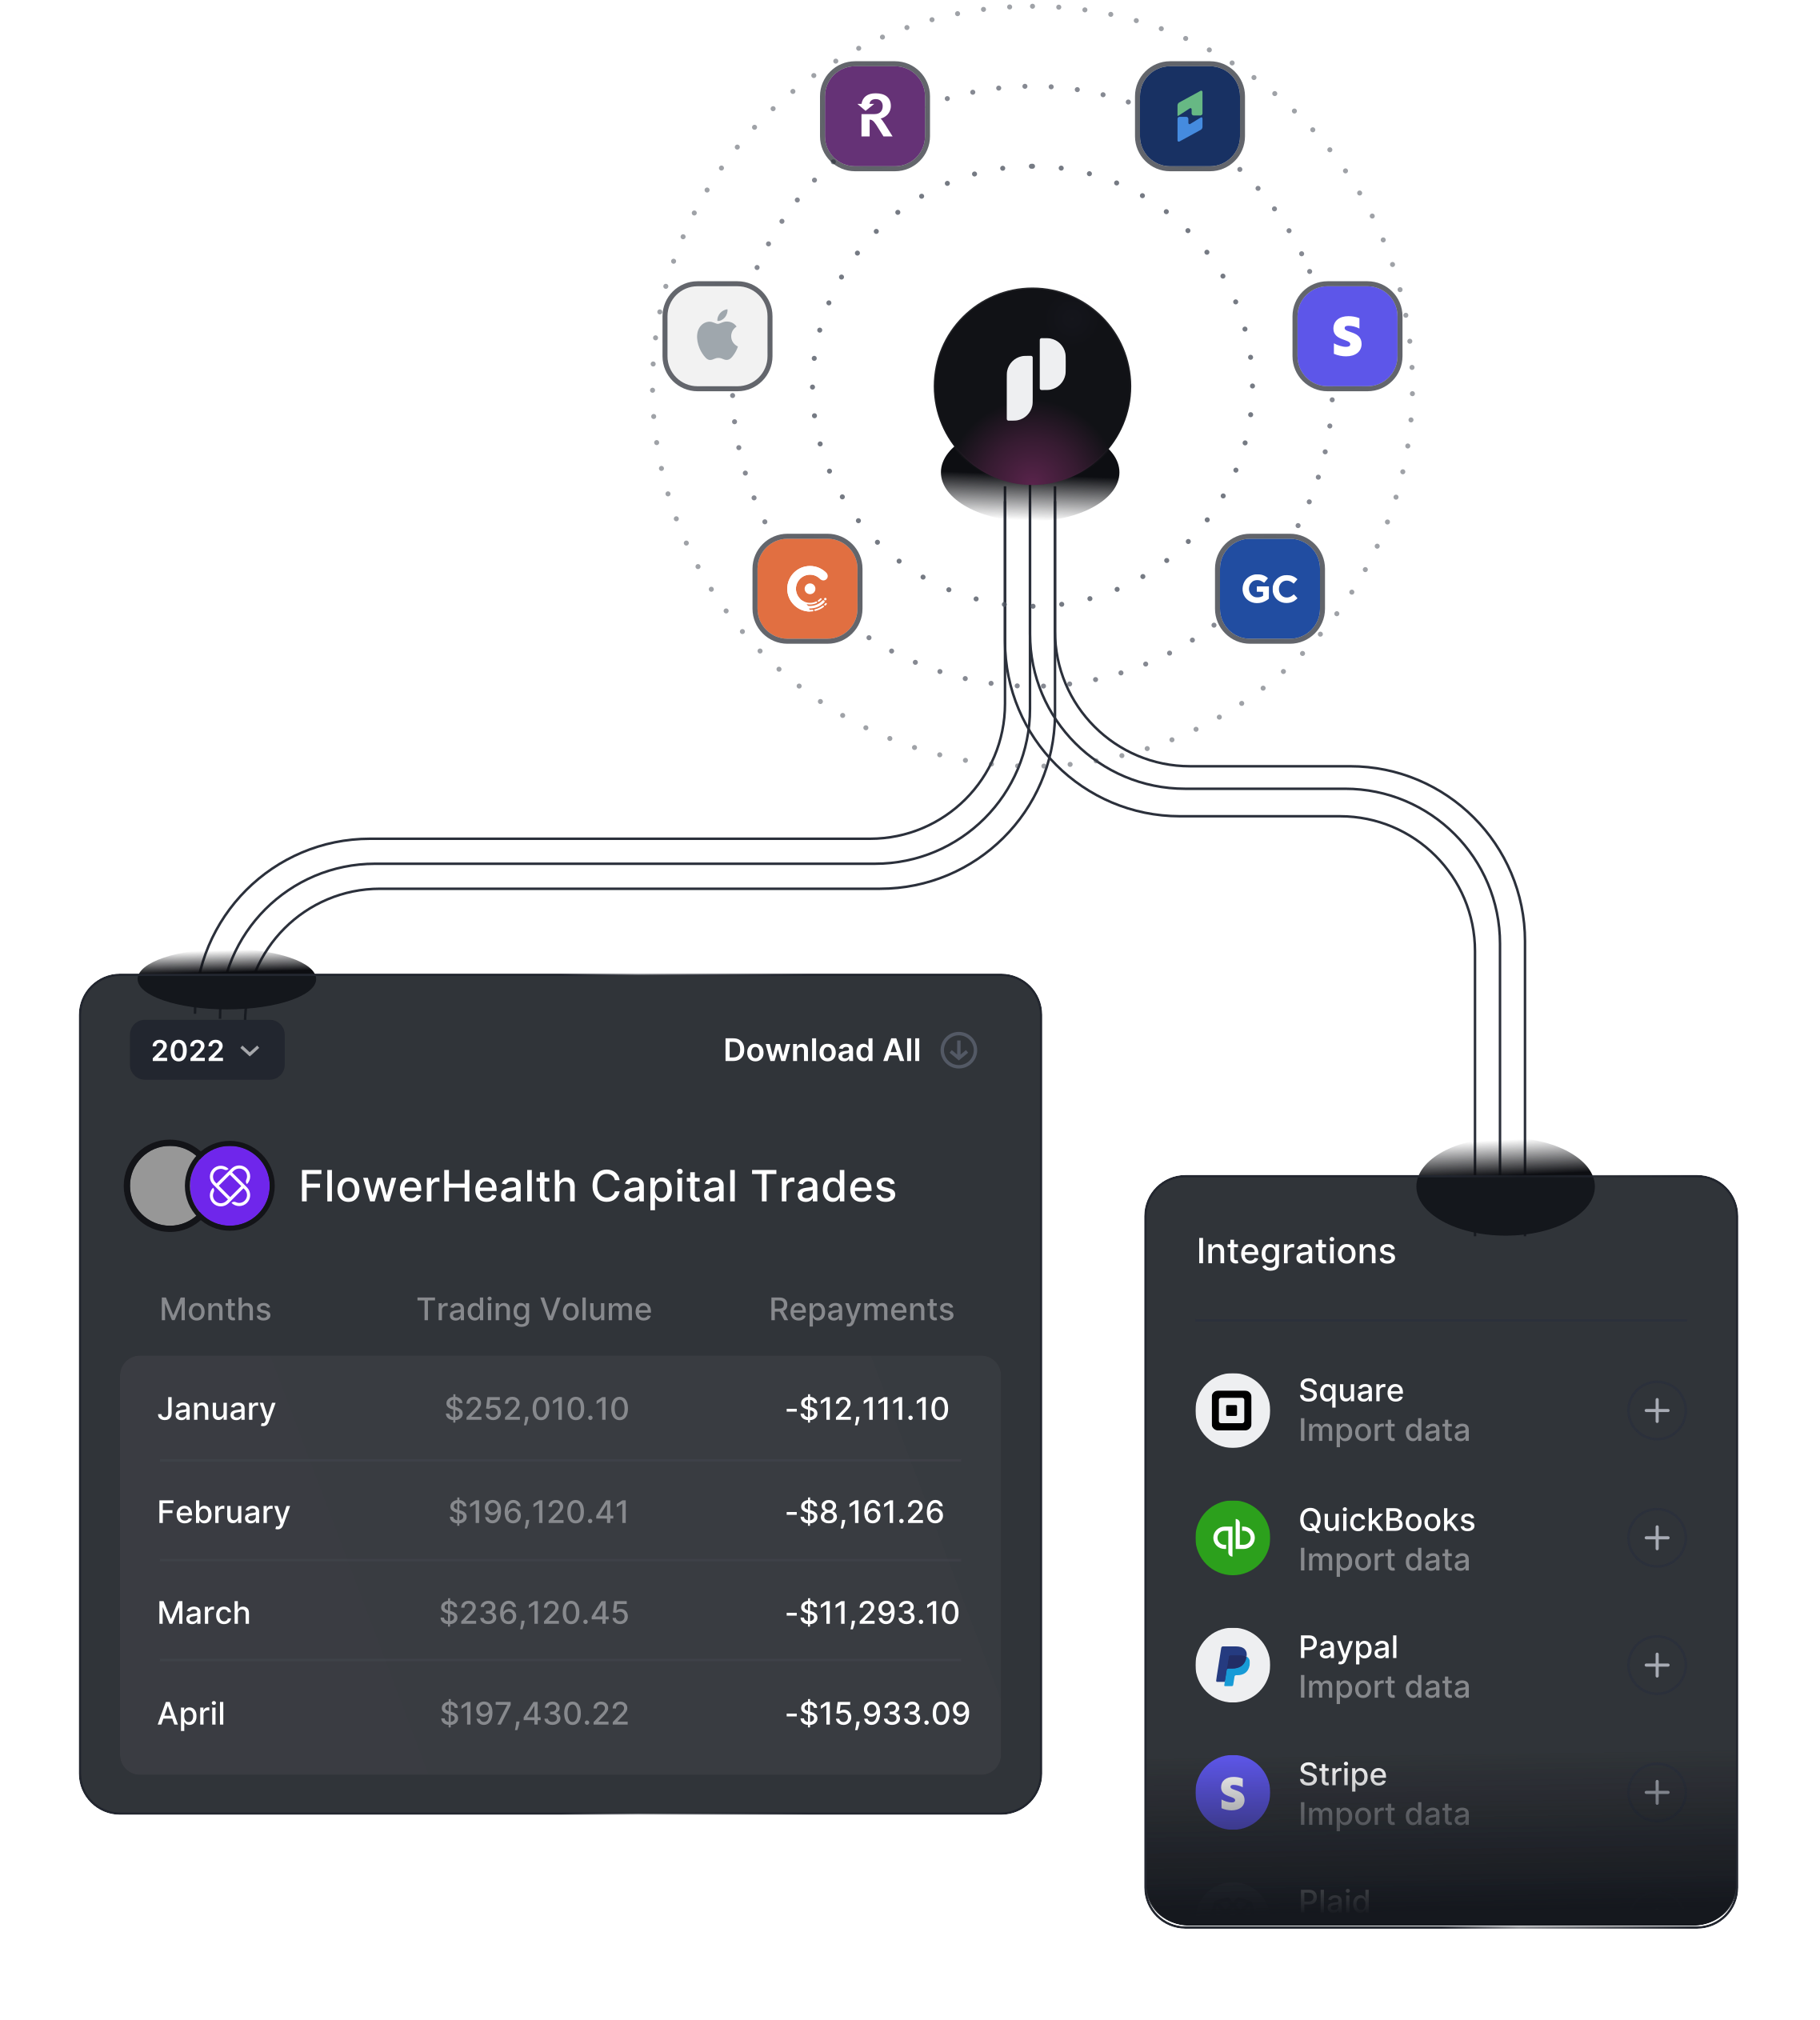 R
S
GC
2022
Download All
FlowerHealth Capital Trades
Months Trading Volume Repayments
January $252,010.10 -$12,111.10
February $196,120.41 -$8,161.26
March $236,120.45 -$11,293.10
April $197,430.22 -$15,933.09
Integrations
Square
Import data
QuickBooks
Import data
Paypal
Import data
S
Stripe
Import data
Plaid